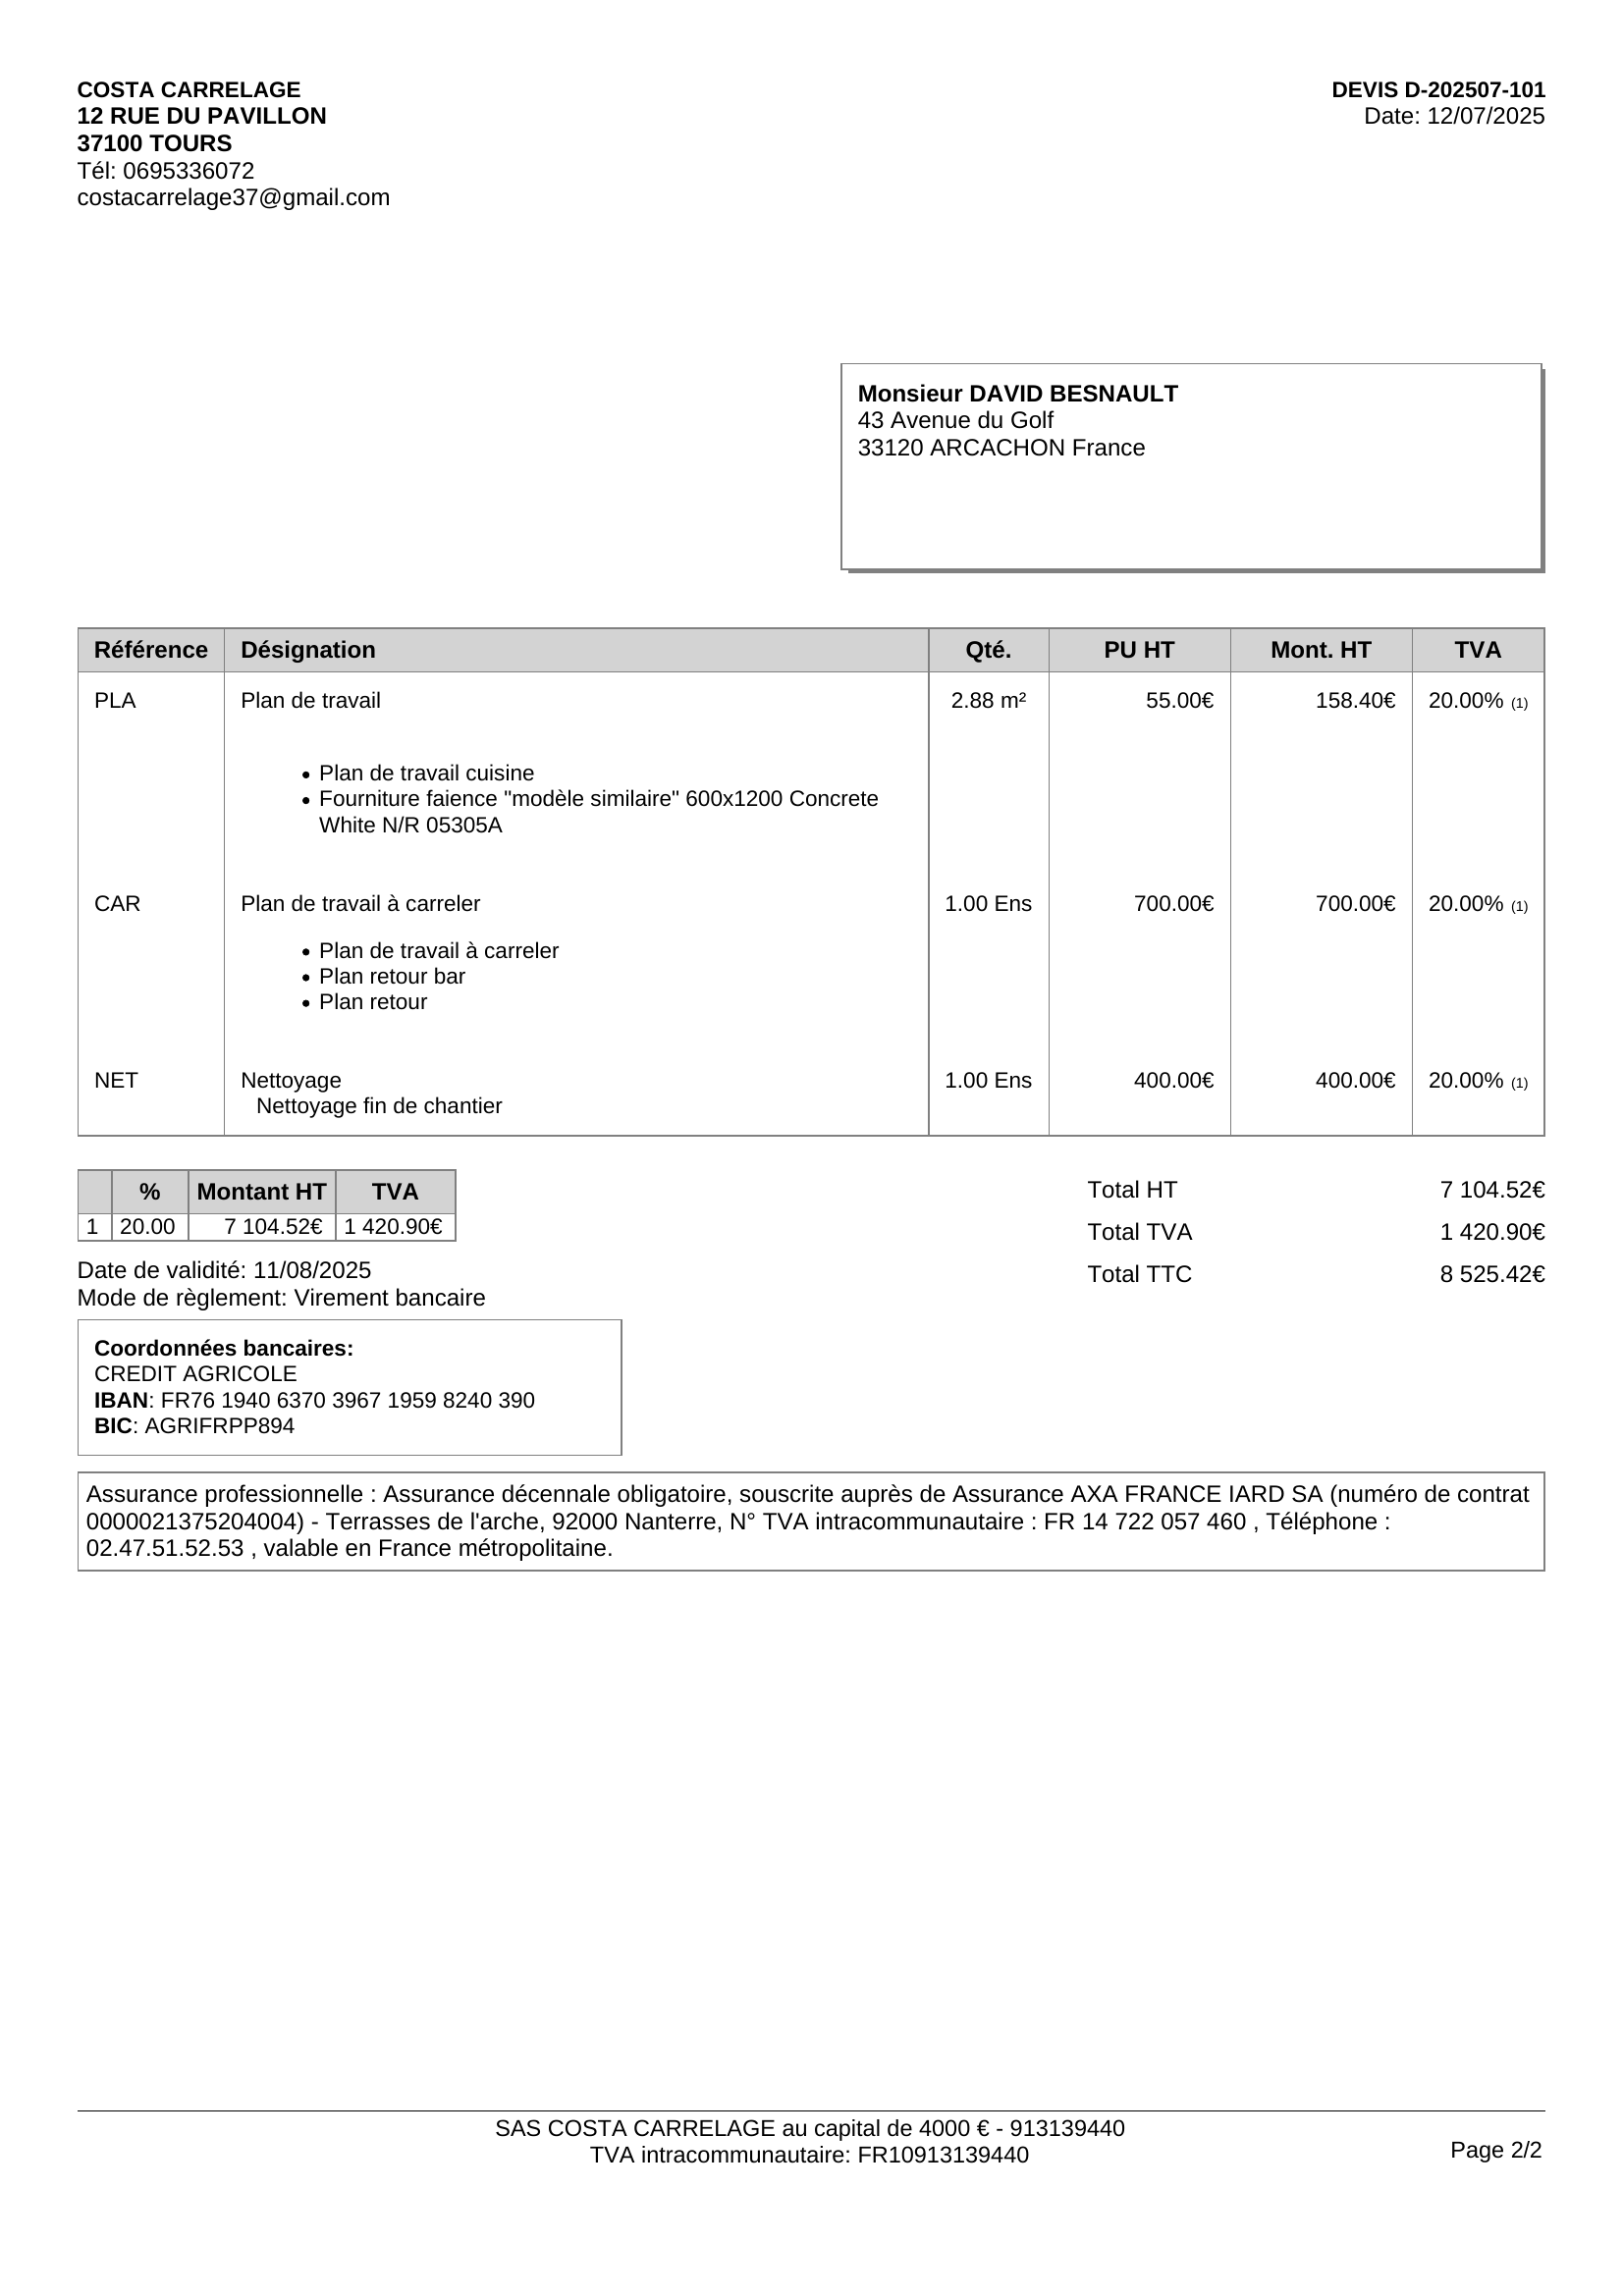 COSTA CARRELAGE
12 RUE DU PAVILLON
37100 TOURS
Tél: 0695336072
costacarrelage37@gmail.com
DEVIS D-202507-101
Date: 12/07/2025
Monsieur DAVID BESNAULT
43 Avenue du Golf
33120 ARCACHON France
Référence Désignation Qté. PU HT Mont. HT TVA
PLA Plan de travail 2.88 m² 55.00€ 158.40€ 20.00% (1)
• Plan de travail cuisine
• Fourniture faience "modèle similaire" 600x1200 Concrete
White N/R 05305A
CAR Plan de travail à carreler 1.00 Ens 700.00€ 700.00€ 20.00% (1)
• Plan de travail à carreler
• Plan retour bar
• Plan retour
NET Nettoyage 1.00 Ens 400.00€ 400.00€ 20.00% (1)
Nettoyage fin de chantier
% Montant HT TVA
1 20.00 7 104.52€ 1 420.90€
Total HT 7 104.52€
Total TVA 1 420.90€
Total TTC 8 525.42€
Date de validité: 11/08/2025
Mode de règlement: Virement bancaire
Coordonnées bancaires:
CREDIT AGRICOLE
IBAN: FR76 1940 6370 3967 1959 8240 390
BIC: AGRIFRPP894
Assurance professionnelle : Assurance décennale obligatoire, souscrite auprès de Assurance AXA FRANCE IARD SA (numéro de contrat
0000021375204004) - Terrasses de l'arche, 92000 Nanterre, N° TVA intracommunautaire : FR 14 722 057 460 , Téléphone :
02.47.51.52.53 , valable en France métropolitaine.
SAS COSTA CARRELAGE au capital de 4000 € - 913139440
TVA intracommunautaire: FR10913139440
Page 2/2